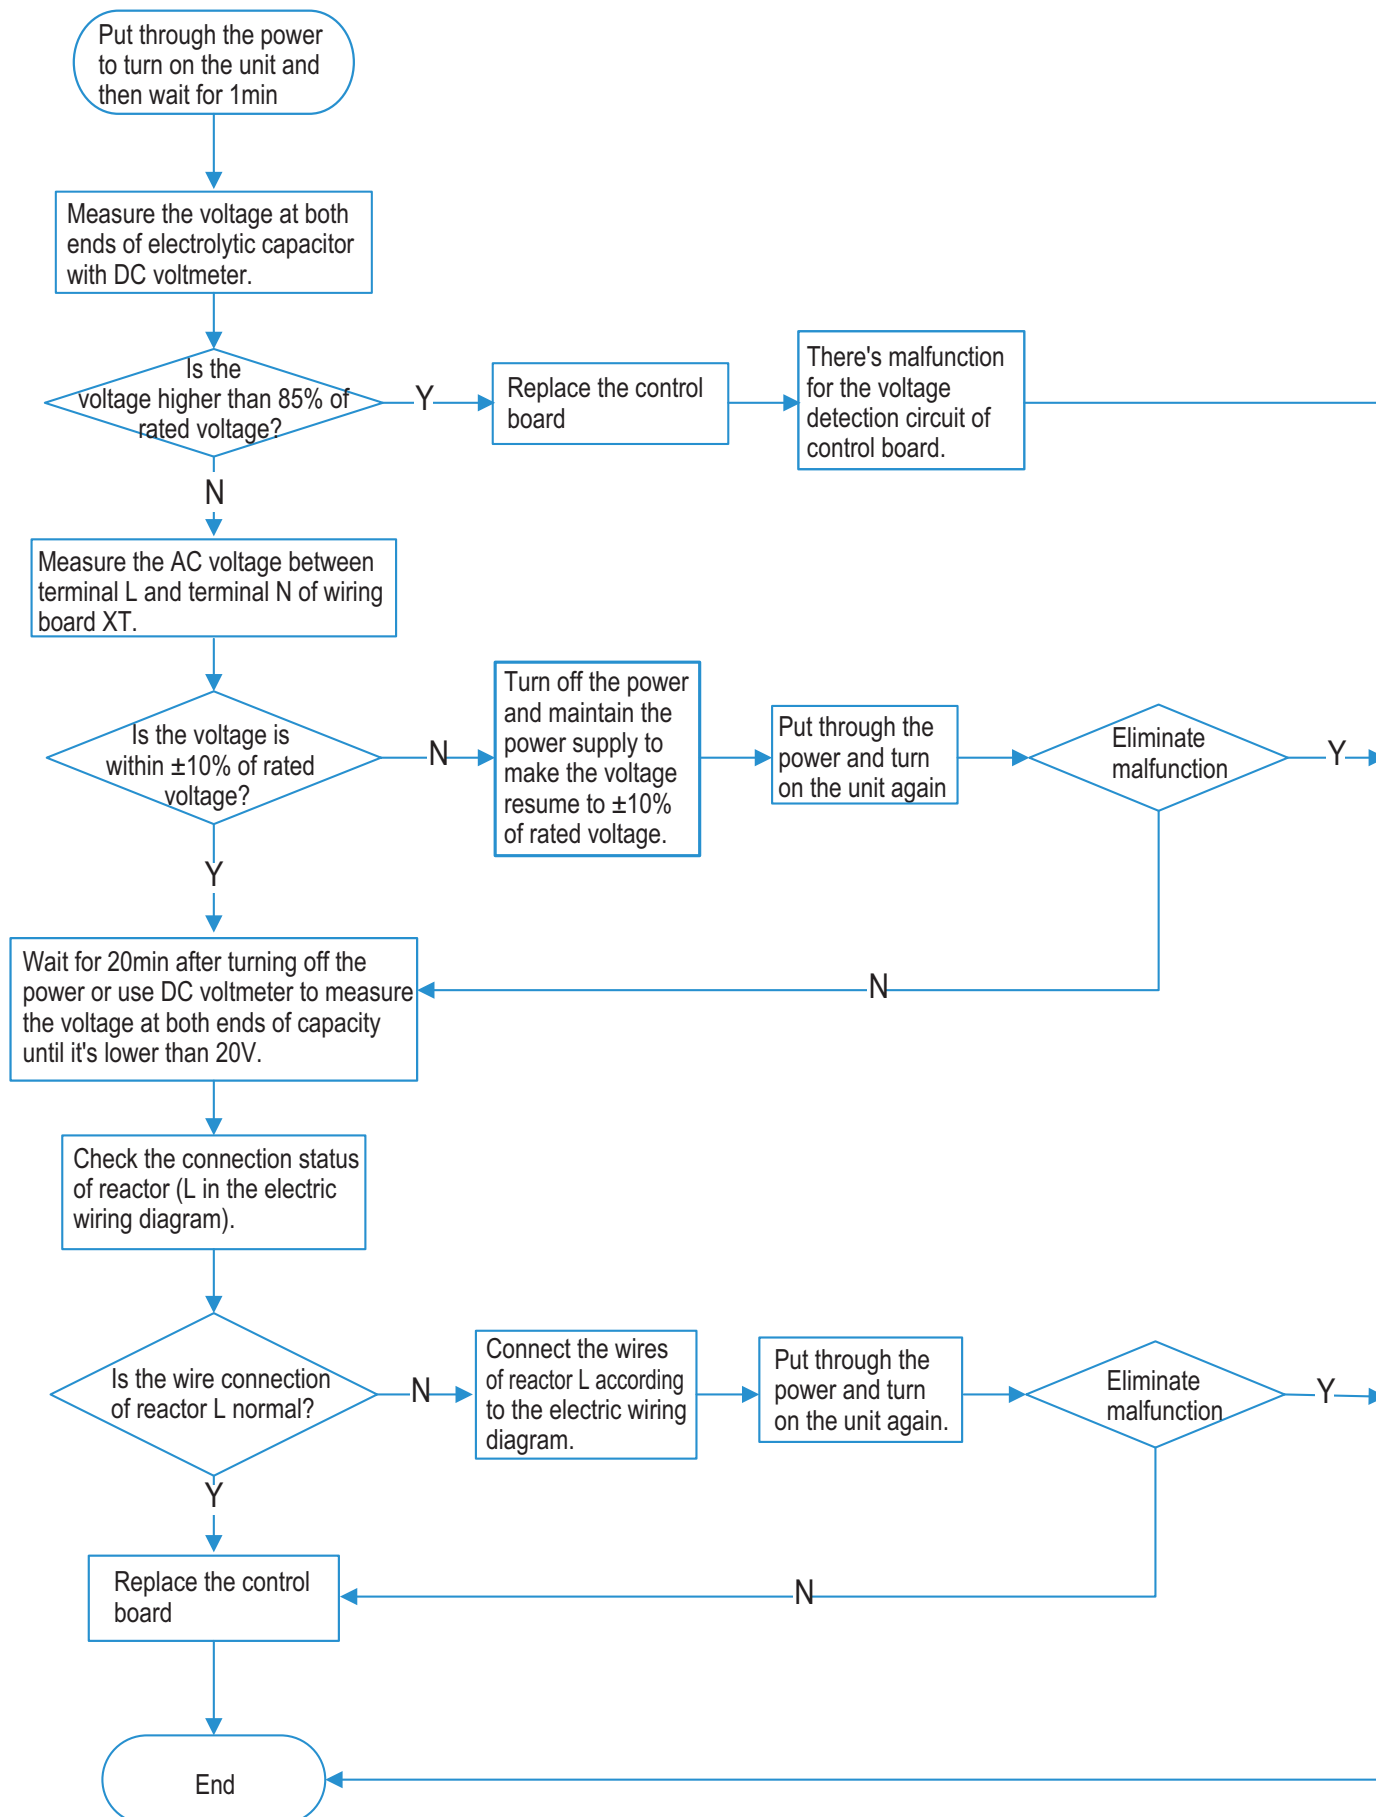 Put through the power
to turn on the unit and
then wait for 1min
Measure the voltage at both
ends of electrolytic capacitor
with DC voltmeter.
Is the
voltage higher than 85% of
rated voltage?
Y
Replace the control
board
There's malfunction
for the voltage
detection circuit of
control board.
N
Measure the AC voltage between
terminal L and terminal N of wiring
board XT.
Is the voltage is
within ±10% of rated
voltage?
N
Turn off the power
and maintain the
power supply to
make the voltage
resume to ±10%
of rated voltage.
Put through the
power and turn
on the unit again
Eliminate
malfunction
Y
Y
Wait for 20min after turning off the
power or use DC voltmeter to measure
the voltage at both ends of capacity
until it's lower than 20V.
N
Check the connection status
of reactor (L in the electric
wiring diagram).
Is the wire connection
of reactor L normal?
N
Connect the wires
of reactor L according
to the electric wiring
diagram.
Put through the
power and turn
on the unit again.
Eliminate
malfunction
Y
Y
Replace the control
board
N
End